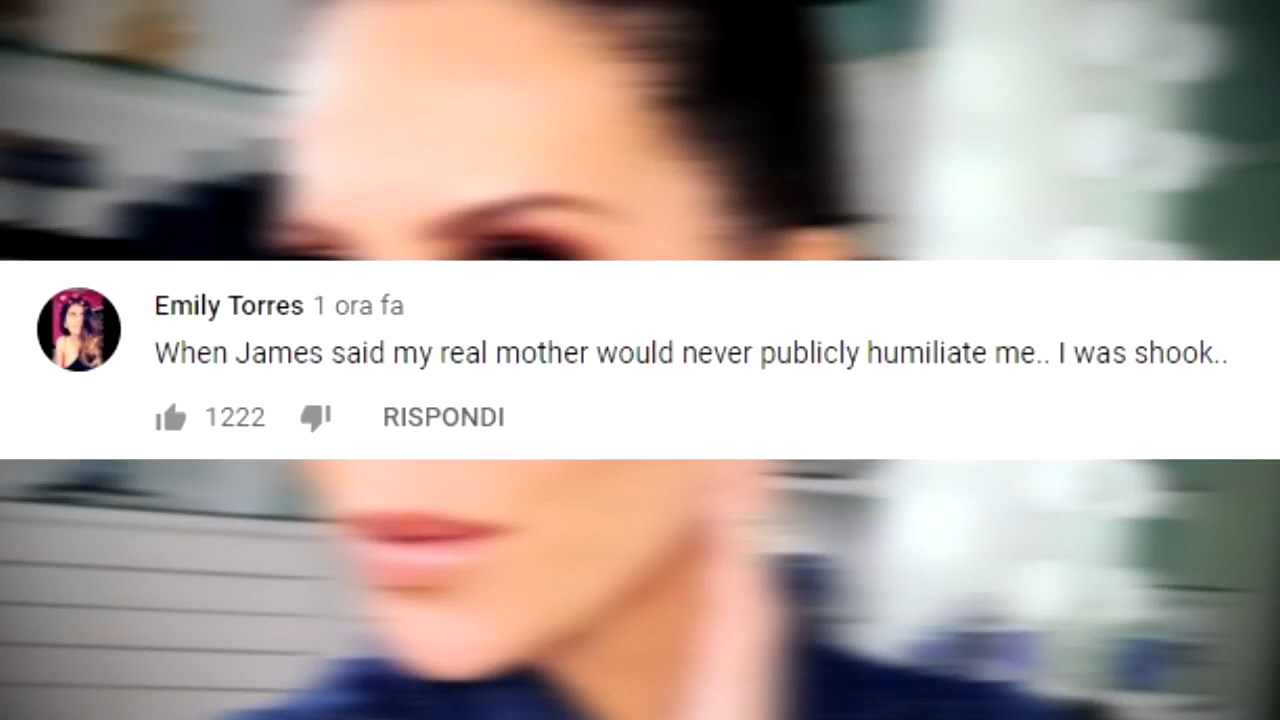 Emily Torres 1 ora fa
When James said my real mother would never publicly humiliate me.. I was shook..
1222 RISPONDI